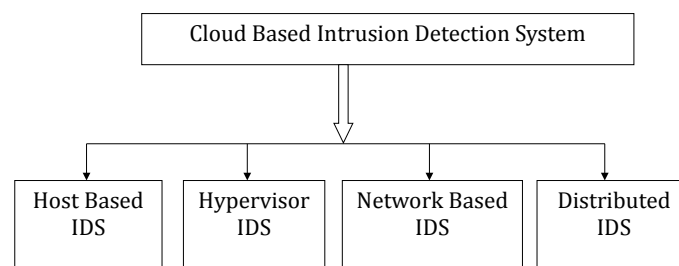 Cloud Based Intrusion Detection System
Host Based
IDS
Hypervisor
IDS
Network Based
IDS
Distributed
IDS